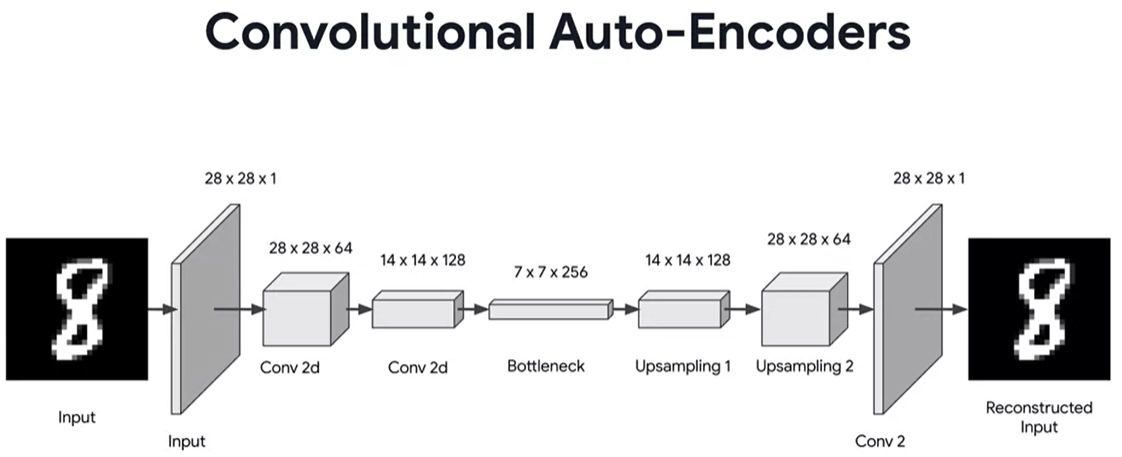 Convolutional Auto-Encoders
28 x 28 x 1
28 x 28 x 64
14 x 14 x 128
7 x 7 x 256
14 x 14 x 128
28 x 28 x 64
28 x 28 x 1
Conv 2d
Conv 2d
Bottleneck
Upsampling 1
Upsampling 2
Input
Input
Conv 2
Reconstructed
Input
8
8